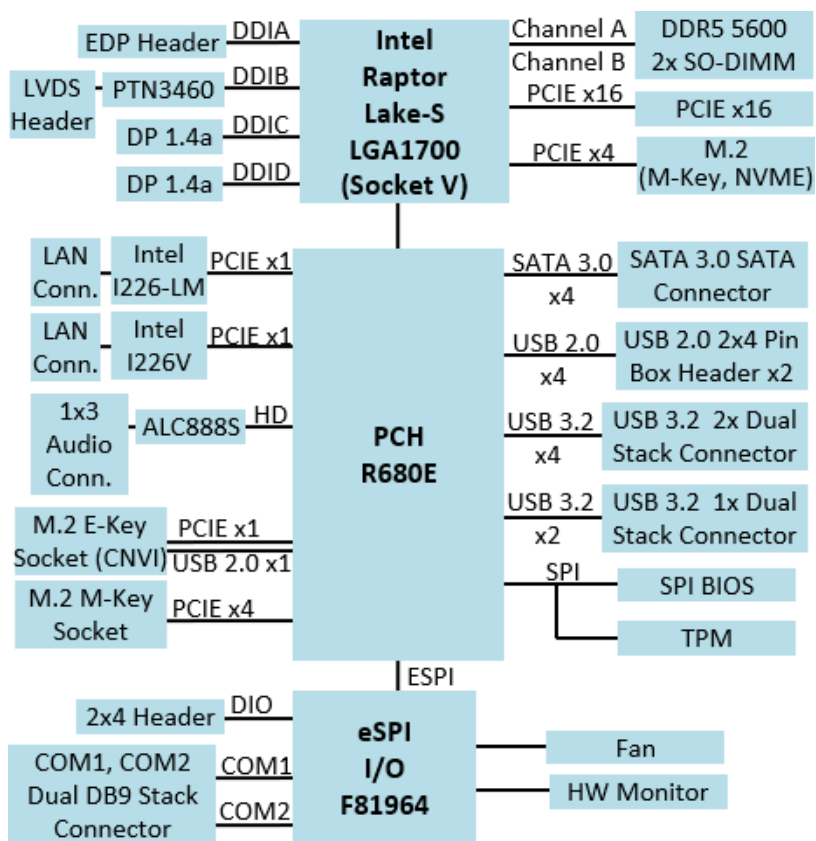 EDP Header
DDIA
LVDS
Header
PTN3460
DDIB
DP 1.4a
DDIC
DP 1.4a
DDID
Intel
Raptor
Lake-S
LGA1700
(Socket V)
Channel A
Channel B
DDR5 5600
2x SO-DIMM
PCIE x16
PCIE x16
PCIE x4
M.2
(M-Key, NVME)
LAN
Conn.
Intel
I226-LM
PCIE x1
LAN
Conn.
Intel
I226V
PCIE x1
1x3
Audio
Conn.
ALC888S
HD
M.2 E-Key
Socket (CNVI)
PCIE x1
USB 2.0 x1
M.2 M-Key
Socket
PCIE x4
PCH
R680E
SATA 3.0
x4
SATA 3.0 SATA
Connector
USB 2.0
x4
USB 2.0 2x4 Pin
Box Header x2
USB 3.2
x4
USB 3.2 2x Dual
Stack Connector
USB 3.2
x2
USB 3.2 1x Dual
Stack Connector
SPI
SPI BIOS
TPM
ESPI
2x4 Header
DIO
COM1, COM2
Dual DB9 Stack
Connector
COM1
COM2
eSPI
I/O
F81964
Fan
HW Monitor